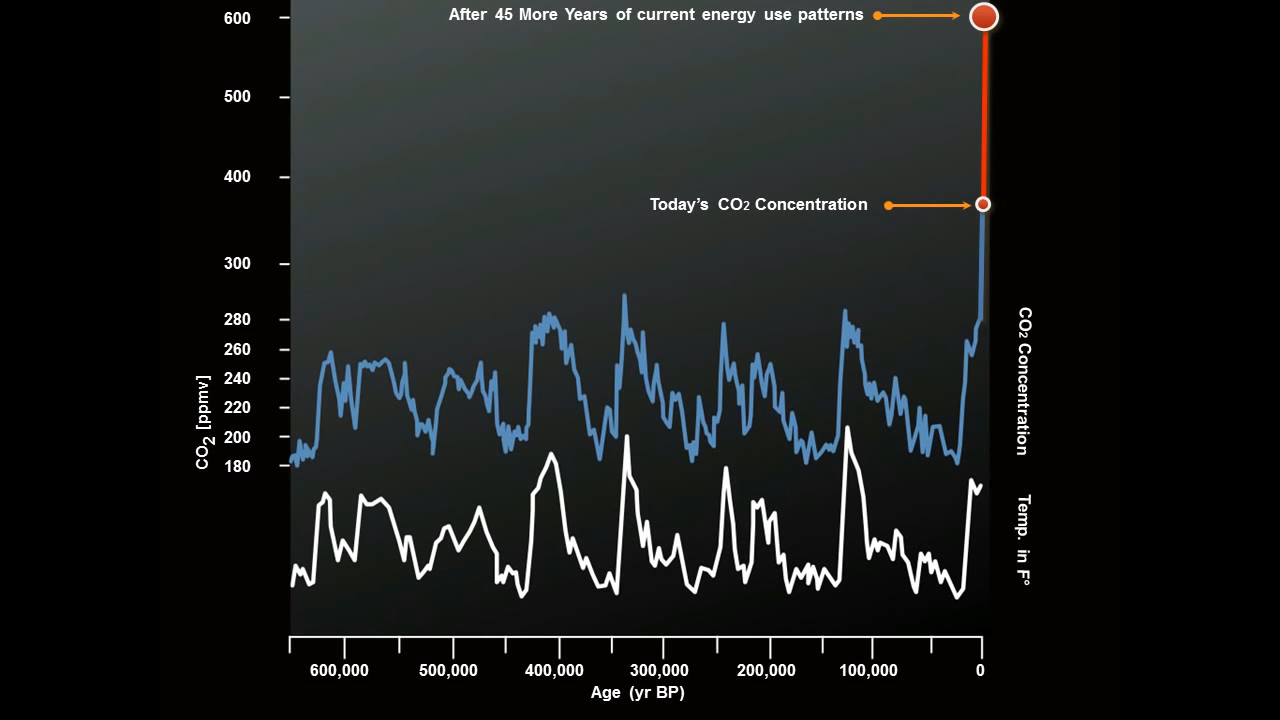 After 45 More Years of current energy use patterns
Today's CO2 Concentration
600
500
400
300
280
260
240
220
200
180
CO2 [ppmv]
CO2 Concentration
Temp. in F°
600,000 500,000 400,000 300,000 200,000 100,000 0
Age (yr BP)